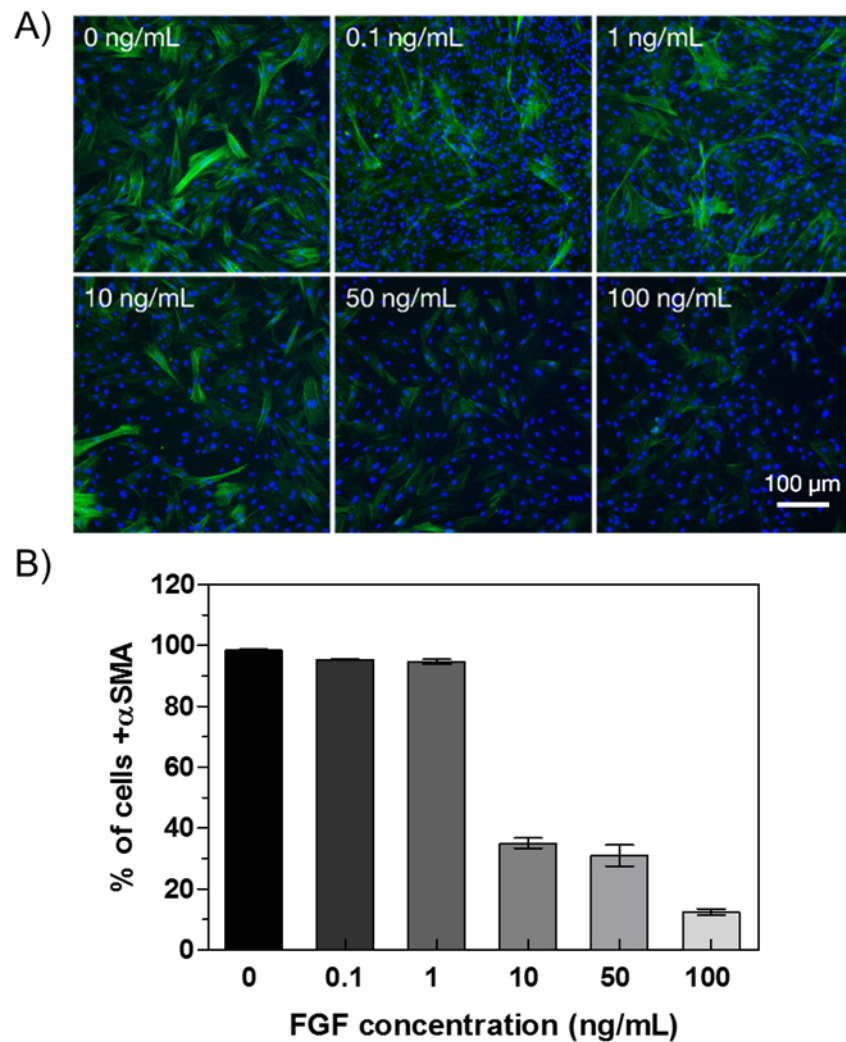 A)
0 ng/mL
0.1 ng/mL
1 ng/mL
10 ng/mL
50 ng/mL
100 ng/mL
100 µm
B)
120
100
80
60
40
20
0
% of cells +αSMA
0 0.1 1 10 50 100
FGF concentration (ng/mL)